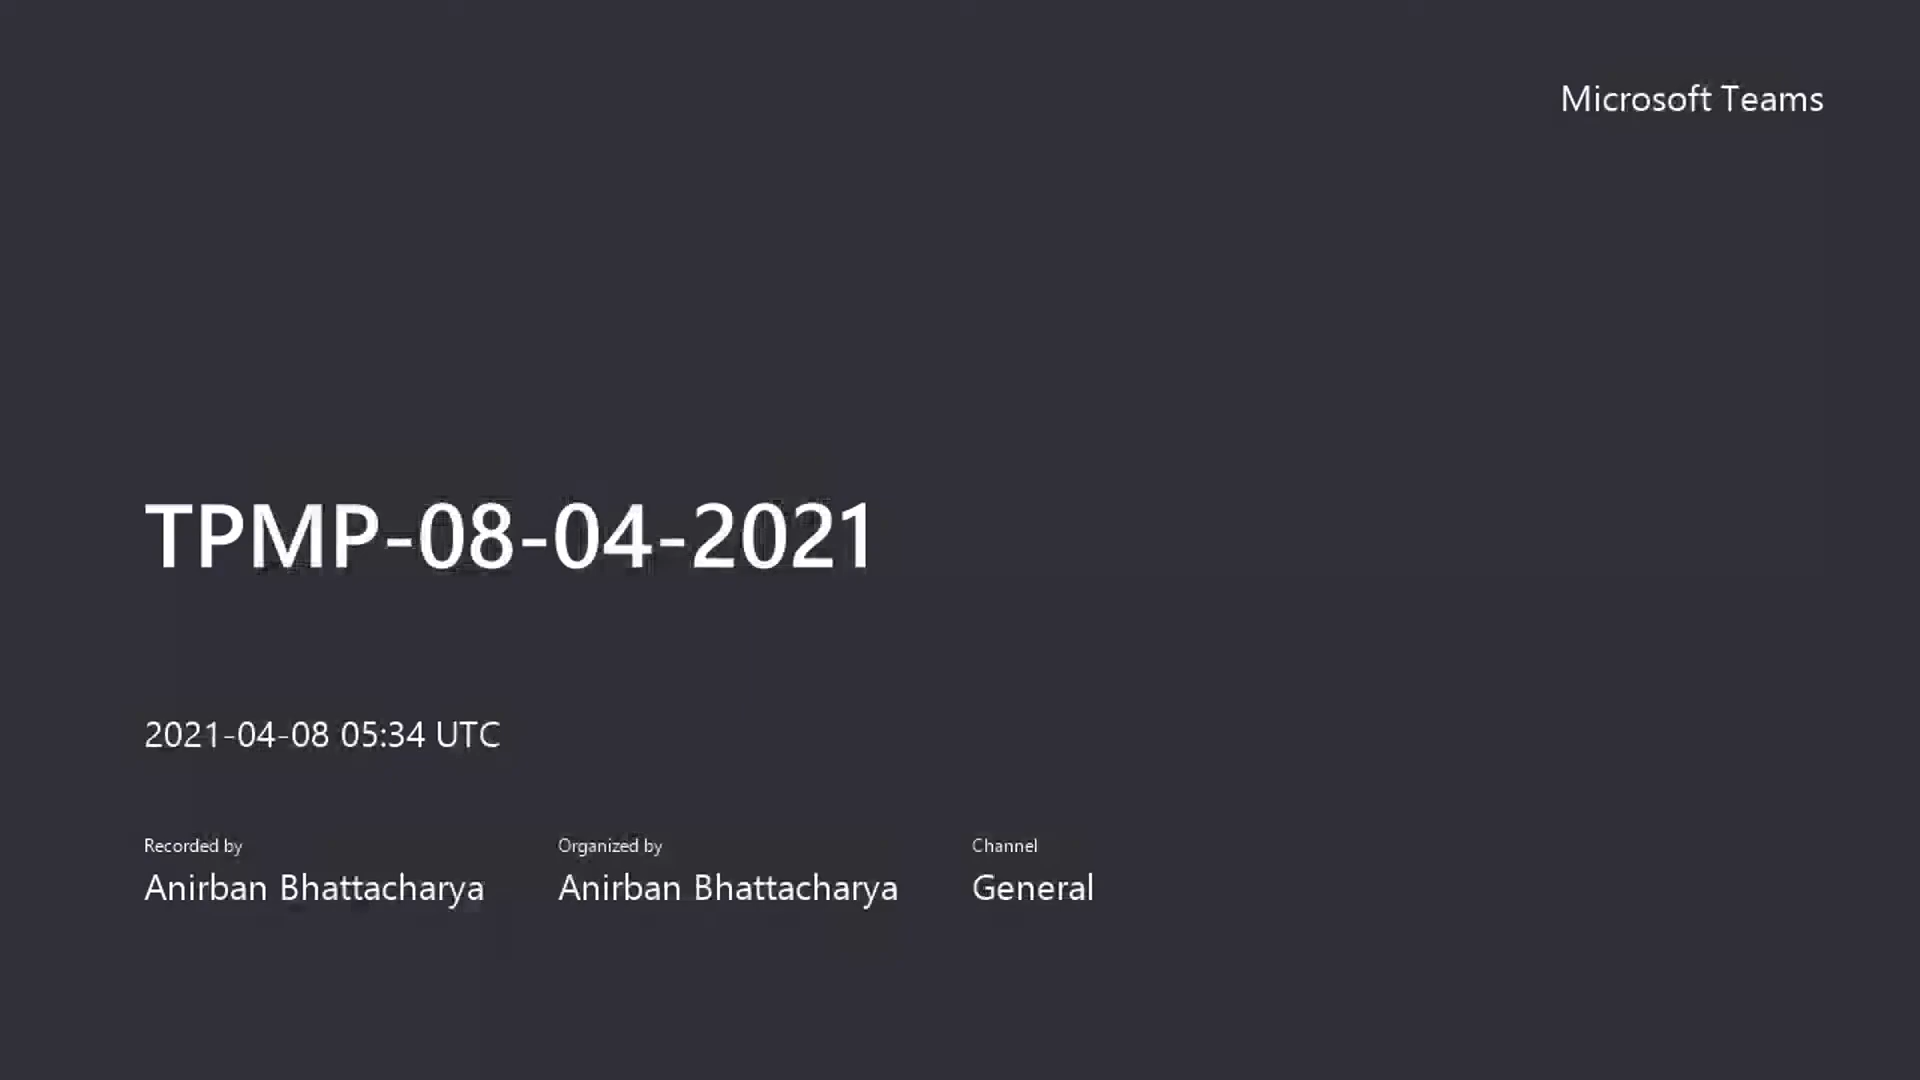 Microsoft Teams
TPMP-08-04-2021
2021-04-08 05:34 UTC
Recorded by
Anirban Bhattacharya
Organized by
Anirban Bhattacharya
Channel
General